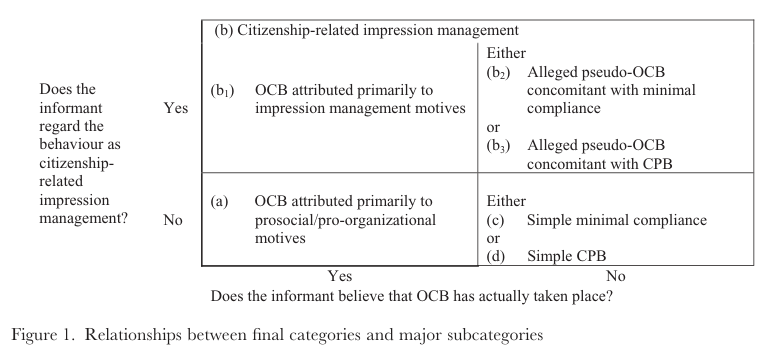 (b) Citizenship-related impression management
Does the
informant
regard the
behaviour as
citizenship-
related
impression
management?
Yes
(b₁) OCB attributed primarily to
impression management motives
Either
(b₂) Alleged pseudo-OCB
concomitant with minimal
compliance
or
(b₃) Alleged pseudo-OCB
concomitant with CPB
No
(a) OCB attributed primarily to
prosocial/pro-organizational
motives
Either
(c) Simple minimal compliance
or
(d) Simple CPB
Yes No
Does the informant believe that OCB has actually taken place?
Figure 1. Relationships between final categories and major subcategories